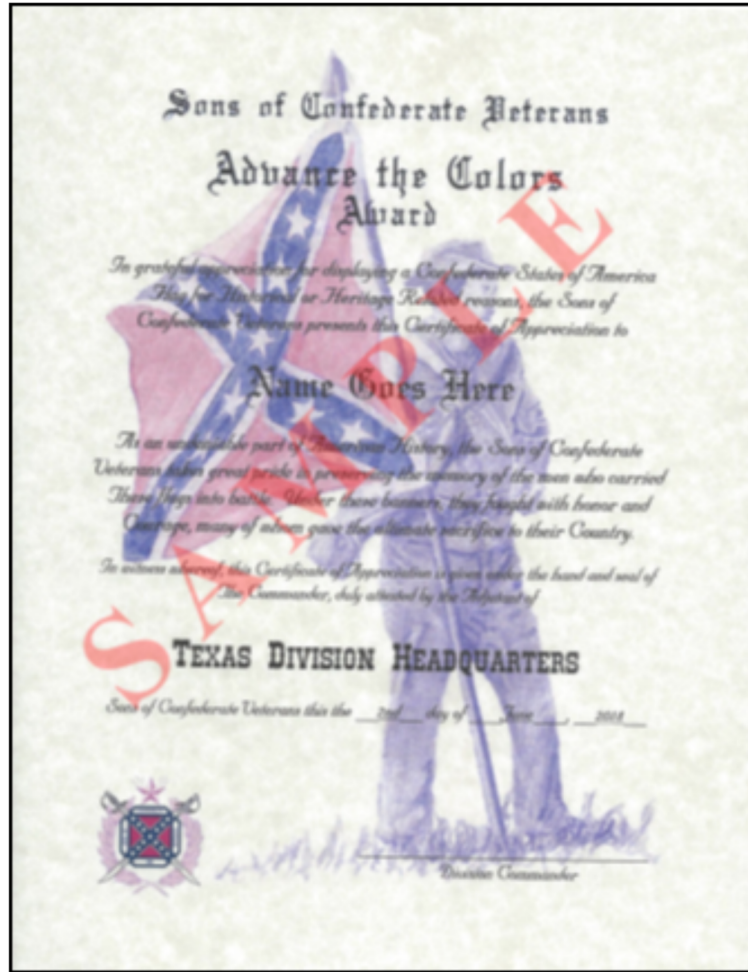 Sons of Confederate Veterans
Advance the Colors
Award
In grateful appreciation for displaying a Confederate States of America
Flag for Historical or Heritage Related reasons, the Sons of
Confederate Veterans presents this Certificate of Appreciation to
Name Goes Here
As an undeniable part of American History, the Sons of Confederate
Veterans takes great pride in preserving the memory of the men who carried
These flags into battle. Under these banners, they fought with honor and
Courage, many of whom gave the ultimate sacrifice to their Country.
In witness whereof, this Certificate of Appreciation is given under the hand and seal of
The Commander, duly attested by the Adjutant of
TEXAS DIVISION HEADQUARTERS
Sons of Confederate Veterans this the 2nd day of June,
Division Commander
SAMPLE